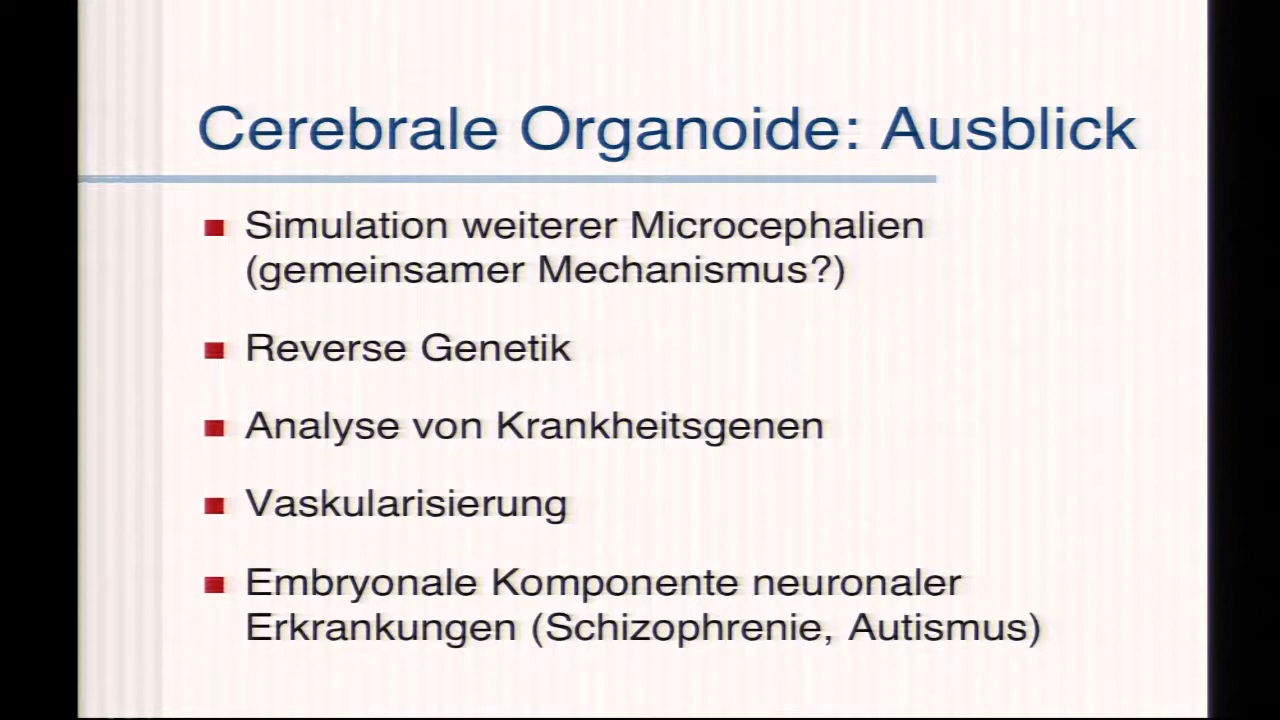 Cerebrale Organoide: Ausblick
Simulation weiterer Microcephalien
(gemeinsamer Mechanismus?)
Reverse Genetik
Analyse von Krankheitsgenen
Vaskularisierung
Embryonale Komponente neuronaler
Erkrankungen (Schizophrenie, Autismus)